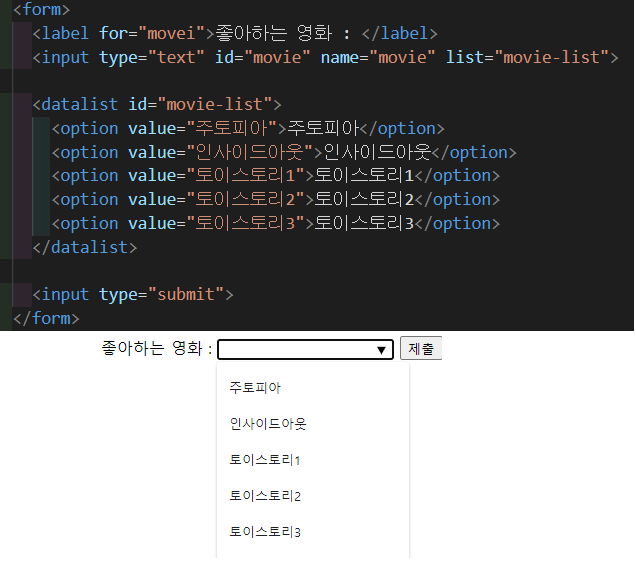 <form>
<label for="movei">좋아하는 영화 : </label>
<input type="text" id="movie" name="movie" list="movie-list">
<datalist id="movie-list">
<option value="주토피아">주토피아</option>
<option value="인사이드아웃">인사이드아웃</option>
<option value="토이스토리1">토이스토리1</option>
<option value="토이스토리2">토이스토리2</option>
<option value="토이스토리3">토이스토리3</option>
</datalist>
<input type="submit">
</form>
좋아하는 영화 : 제출
주토피아
인사이드아웃
토이스토리1
토이스토리2
토이스토리3